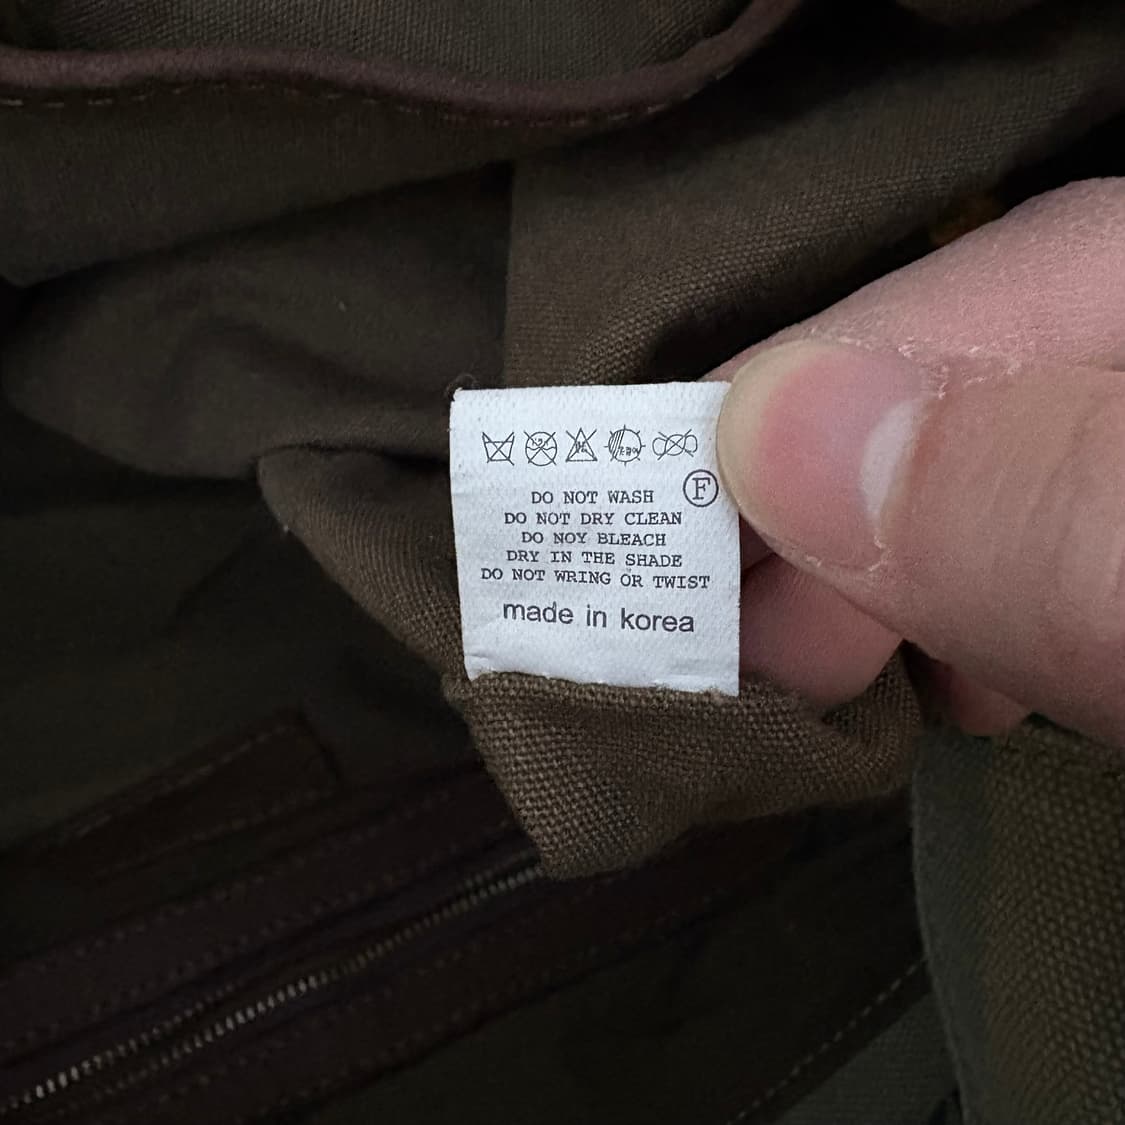 DO NOT WASH
F
DO NOT DRY CLEAN
DO NOY BLEACH
DRY IN THE SHADE
DO NOT WRING OR TWIST
made in korea